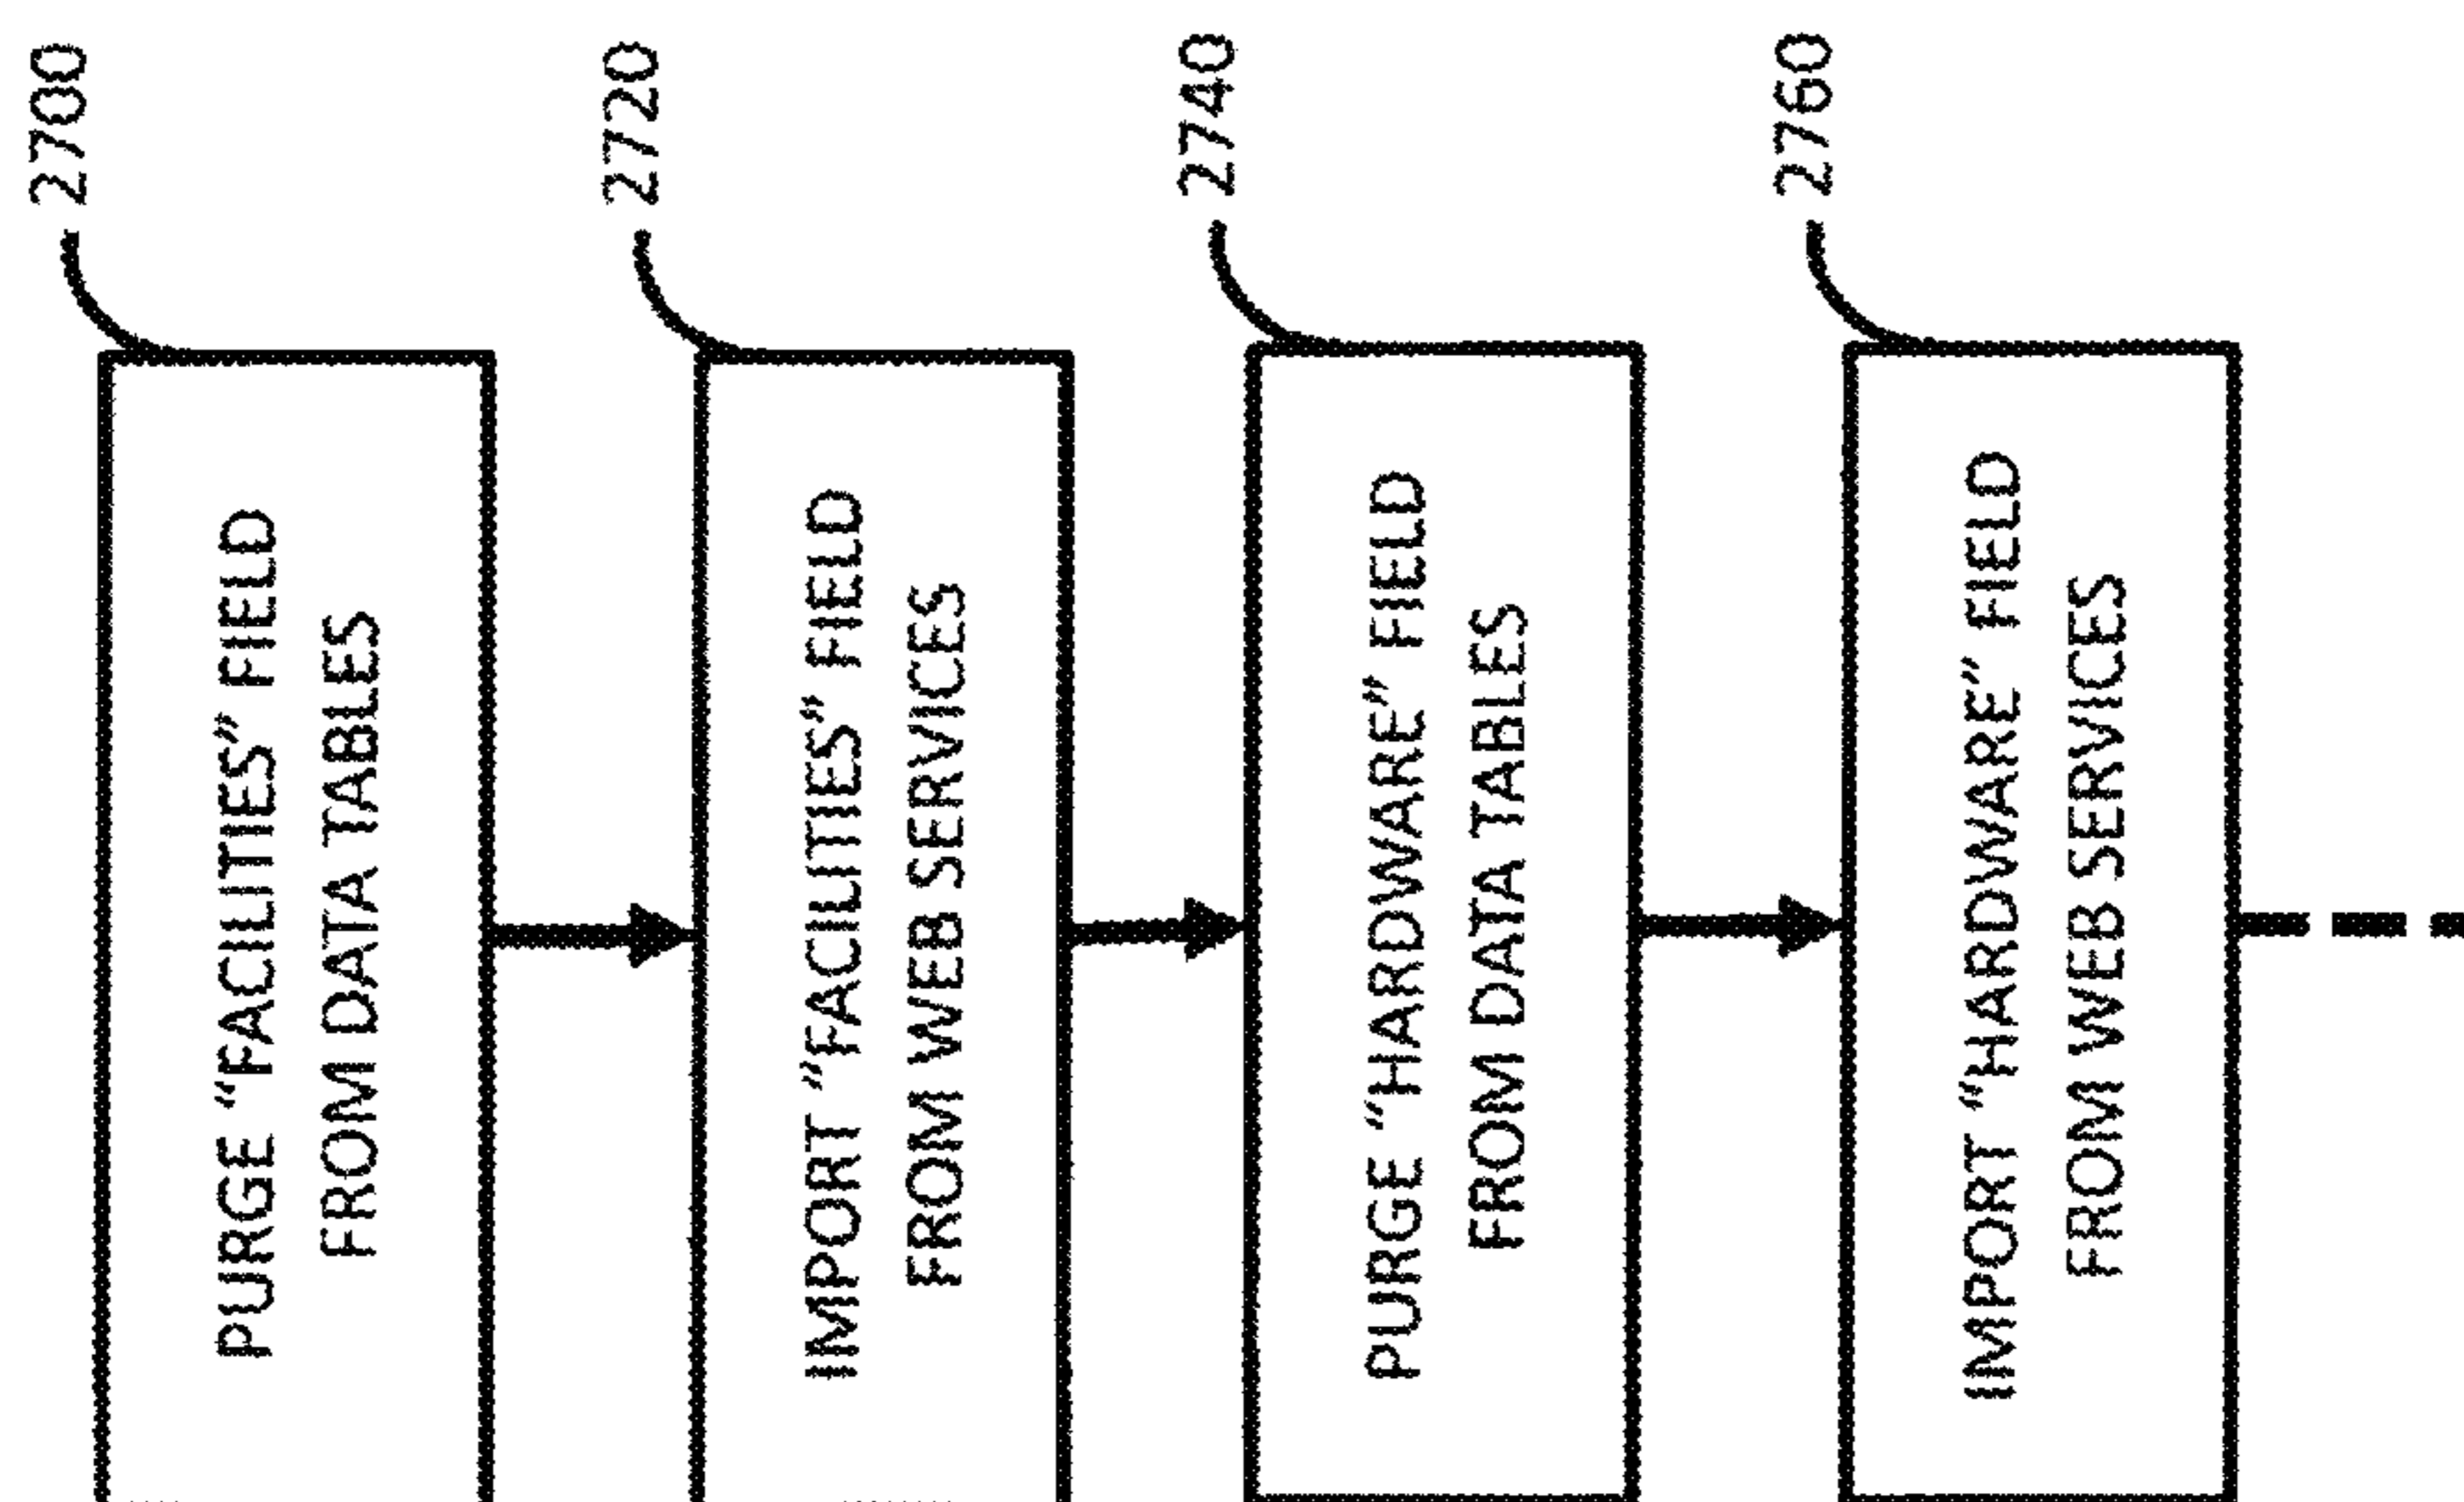 2700
PURGE "FACILITIES" FIELD
FROM DATA TABLES
2720
IMPORT "FACILITIES" FIELD
FROM WEB SERVICES
2740
PURGE "HARDWARE" FIELD
FROM DATA TABLES
2760
IMPORT "HARDWARE" FIELD
FROM WEB SERVICES